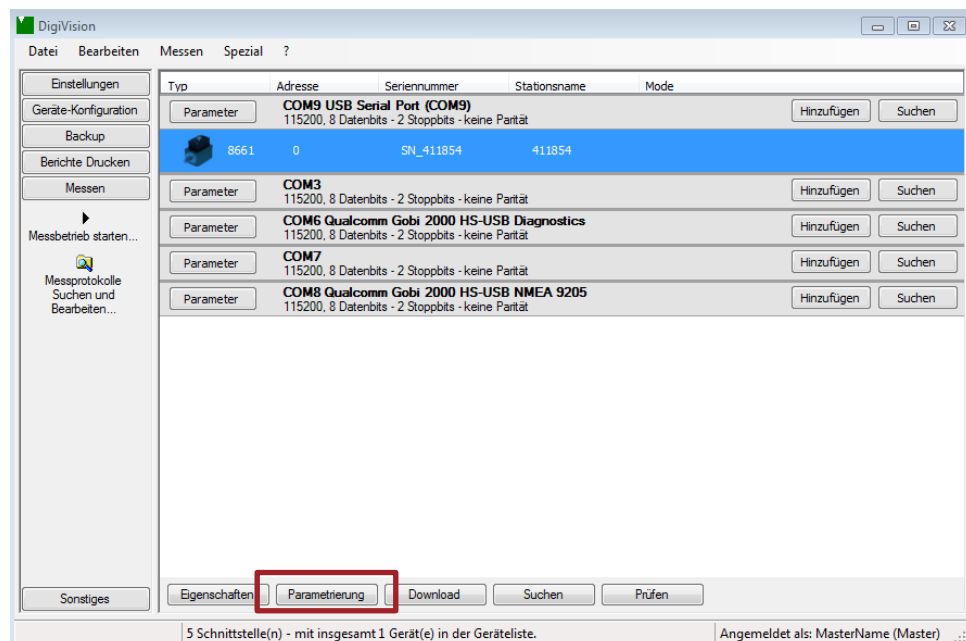 DigiVision
Datei Bearbeiten Messen Spezial ?
Einstellungen
Geräte-Konfiguration
Backup
Berichte Drucken
Messen
Messbetrieb starten...
Messprotokolle
Suchen und
Bearbeiten...
Sonstiges
Typ Adresse Seriennummer Stationsname Mode
Parameter COM9 USB Serial Port (COM9) Hinzufügen Suchen
115200, 8 Datenbits - 2 Stoppbits - keine Parität
8661 0 SN_411854 411854
Parameter COM3 Hinzufügen Suchen
115200, 8 Datenbits - 2 Stoppbits - keine Parität
Parameter COM6 Qualcomm Gobi 2000 HS-USB Diagnostics Hinzufügen Suchen
115200, 8 Datenbits - 2 Stoppbits - keine Parität
Parameter COM7 Hinzufügen Suchen
115200, 8 Datenbits - 2 Stoppbits - keine Parität
Parameter COM8 Qualcomm Gobi 2000 HS-USB NMEA 9205 Hinzufügen Suchen
115200, 8 Datenbits - 2 Stoppbits - keine Parität
Eigenschaften Parametrierung Download Suchen Prüfen
5 Schnittstelle(n) - mit insgesamt 1 Gerät(e) in der Geräteliste. Angemeldet als: MasterName (Master)